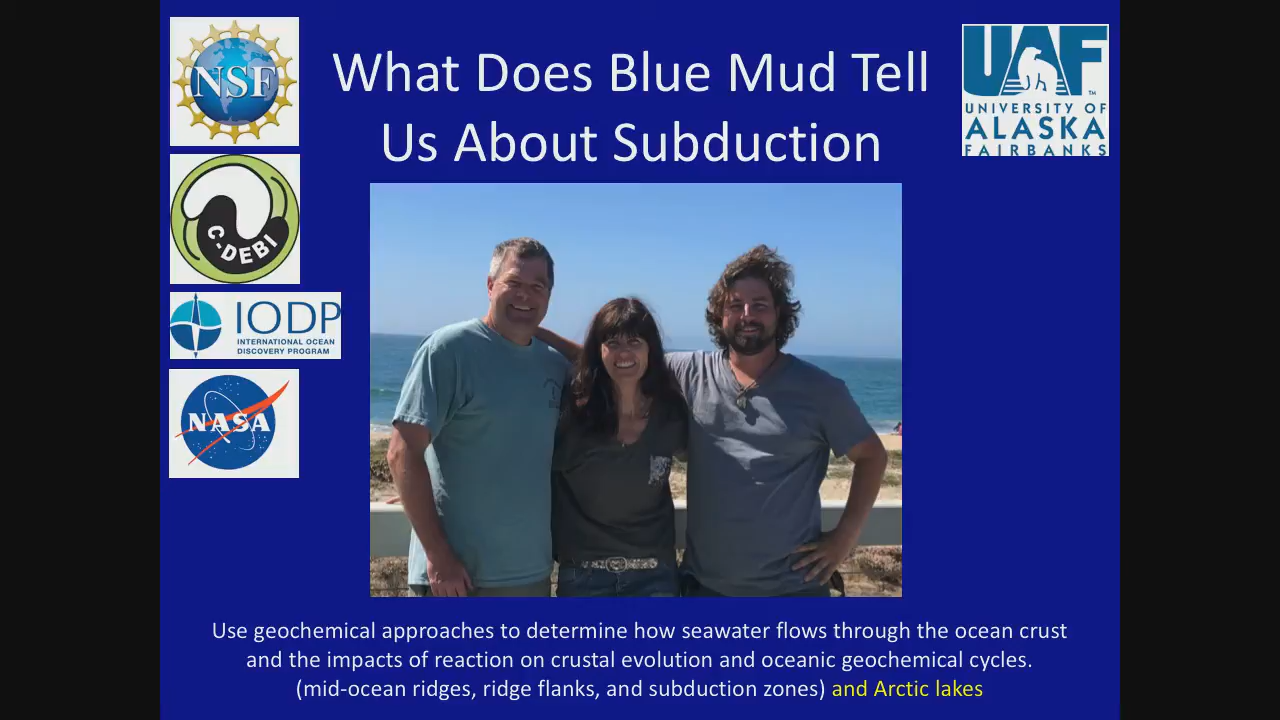 NSF
What Does Blue Mud Tell
Us About Subduction
UAF
TM
UNIVERSITY OF
ALASKA
FAIRBANKS
C-DEBI
IODP
INTERNATIONAL OCEAN
DISCOVERY PROGRAM
NASA
Use geochemical approaches to determine how seawater flows through the ocean crust
and the impacts of reaction on crustal evolution and oceanic geochemical cycles.
(mid-ocean ridges, ridge flanks, and subduction zones) and Arctic lakes